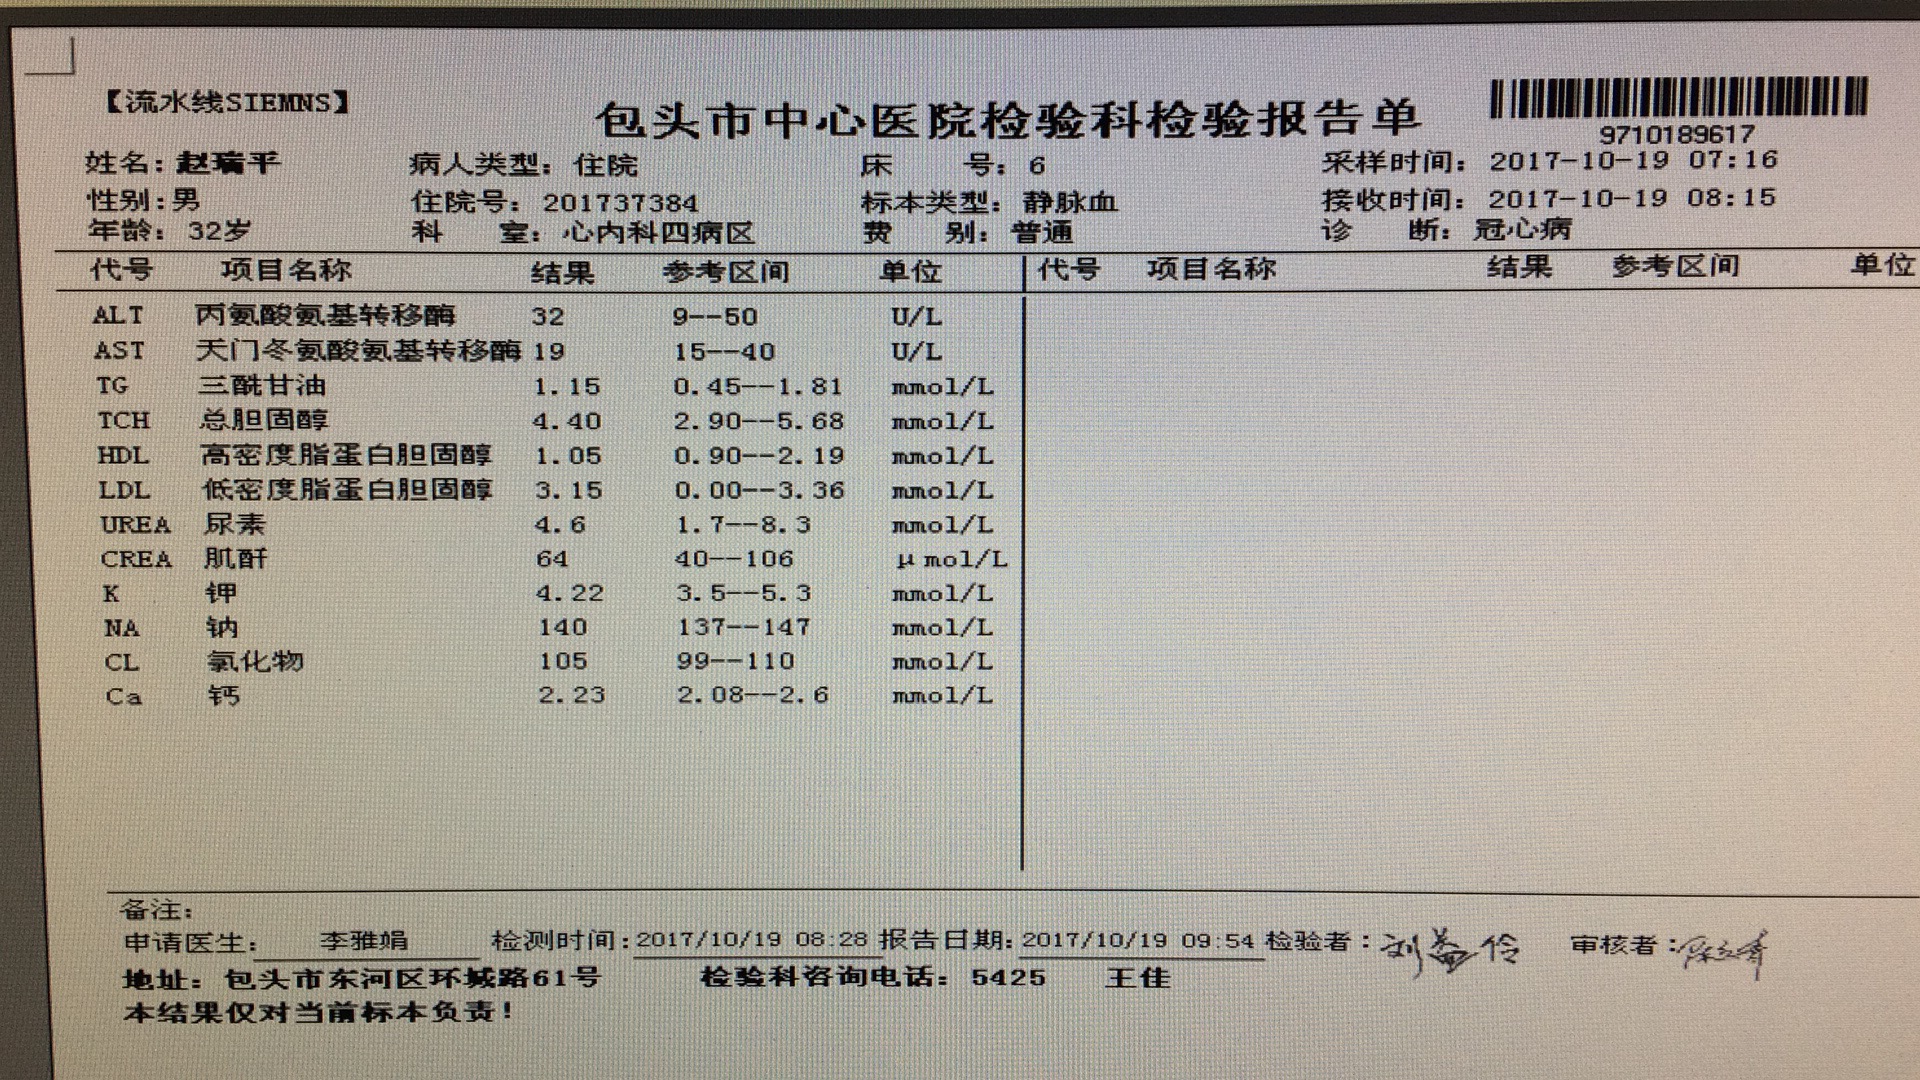 【流水线SIEMNS】
包头市中心医院检验科检验报告单
9710189617
姓名：赵瑞平 病人类型：住院 床 号：6 采样时间：2017-10-19 07:16
性别：男 住院号：201737384 标本类型：静脉血 接收时间：2017-10-19 08:15
年龄：32岁 科 室：心内科四病区 费 别：普通 诊 断：冠心病
代号 项目名称 结果 参考区间 单位 代号 项目名称 结果 参考区间 单位
ALT 丙氨酸氨基转移酶 32 9--50 U/L
AST 天门冬氨酸氨基转移酶 19 15--40 U/L
TG 三酰甘油 1.15 0.45--1.81 mmol/L
TCH 总胆固醇 4.40 2.90--5.68 mmol/L
HDL 高密度脂蛋白胆固醇 1.05 0.90--2.19 mmol/L
LDL 低密度脂蛋白胆固醇 3.15 0.00--3.36 mmol/L
UREA 尿素 4.6 1.7--8.3 mmol/L
CREA 肌酐 64 40--106 μmol/L
K 钾 4.22 3.5--5.3 mmol/L
NA 钠 140 137--147 mmol/L
CL 氯化物 105 99--110 mmol/L
Ca 钙 2.23 2.08--2.6 mmol/L
备注：
申请医生：李雅娟 检测时间：2017/10/19 08:28 报告日期：2017/10/19 09:54 检验者： 审核者：
地址：包头市东河区环城路61号 检验科咨询电话：5425 王佳
本结果仅对当前标本负责！